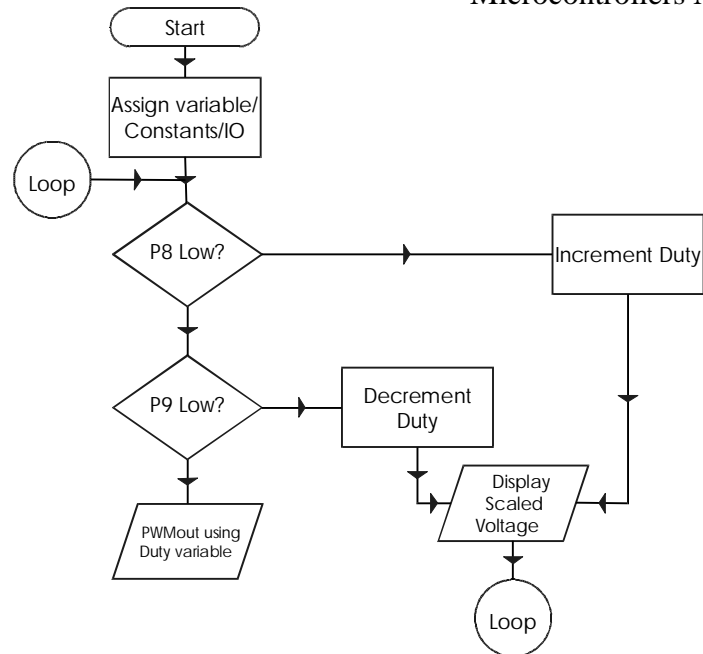 Microcontrollers
Start
Assign variable/
Constants/IO
Loop
P8 Low?
Increment Duty
P9 Low?
Decrement
Duty
Display
Scaled
Voltage
PWMout using
Duty variable
Loop